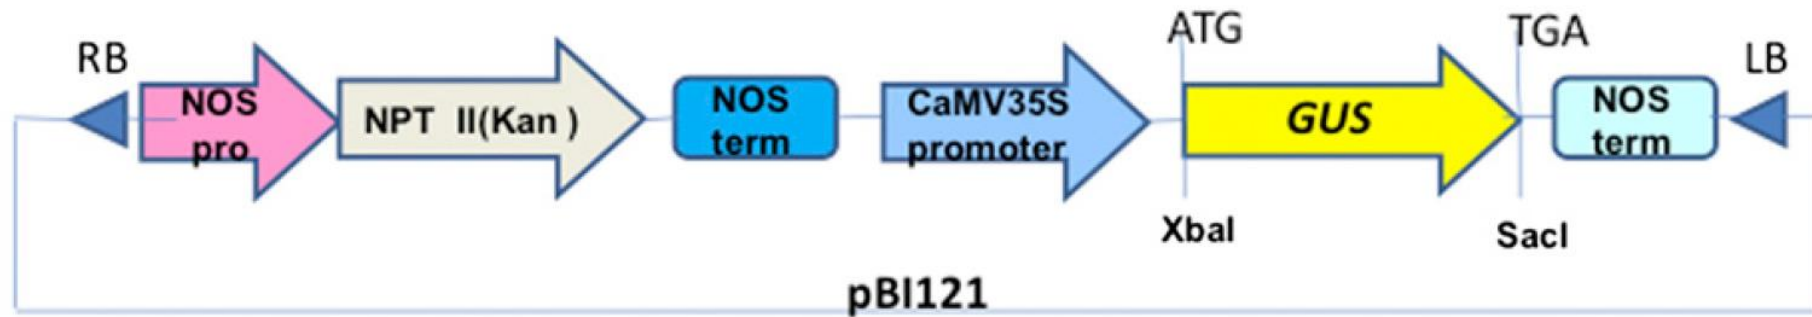 RB
NOS
pro
NPT II(Kan )
NOS
term
CaMV35S
promoter
ATG
GUS
TGA
NOS
term
LB
XbaI
SacI
pBI121